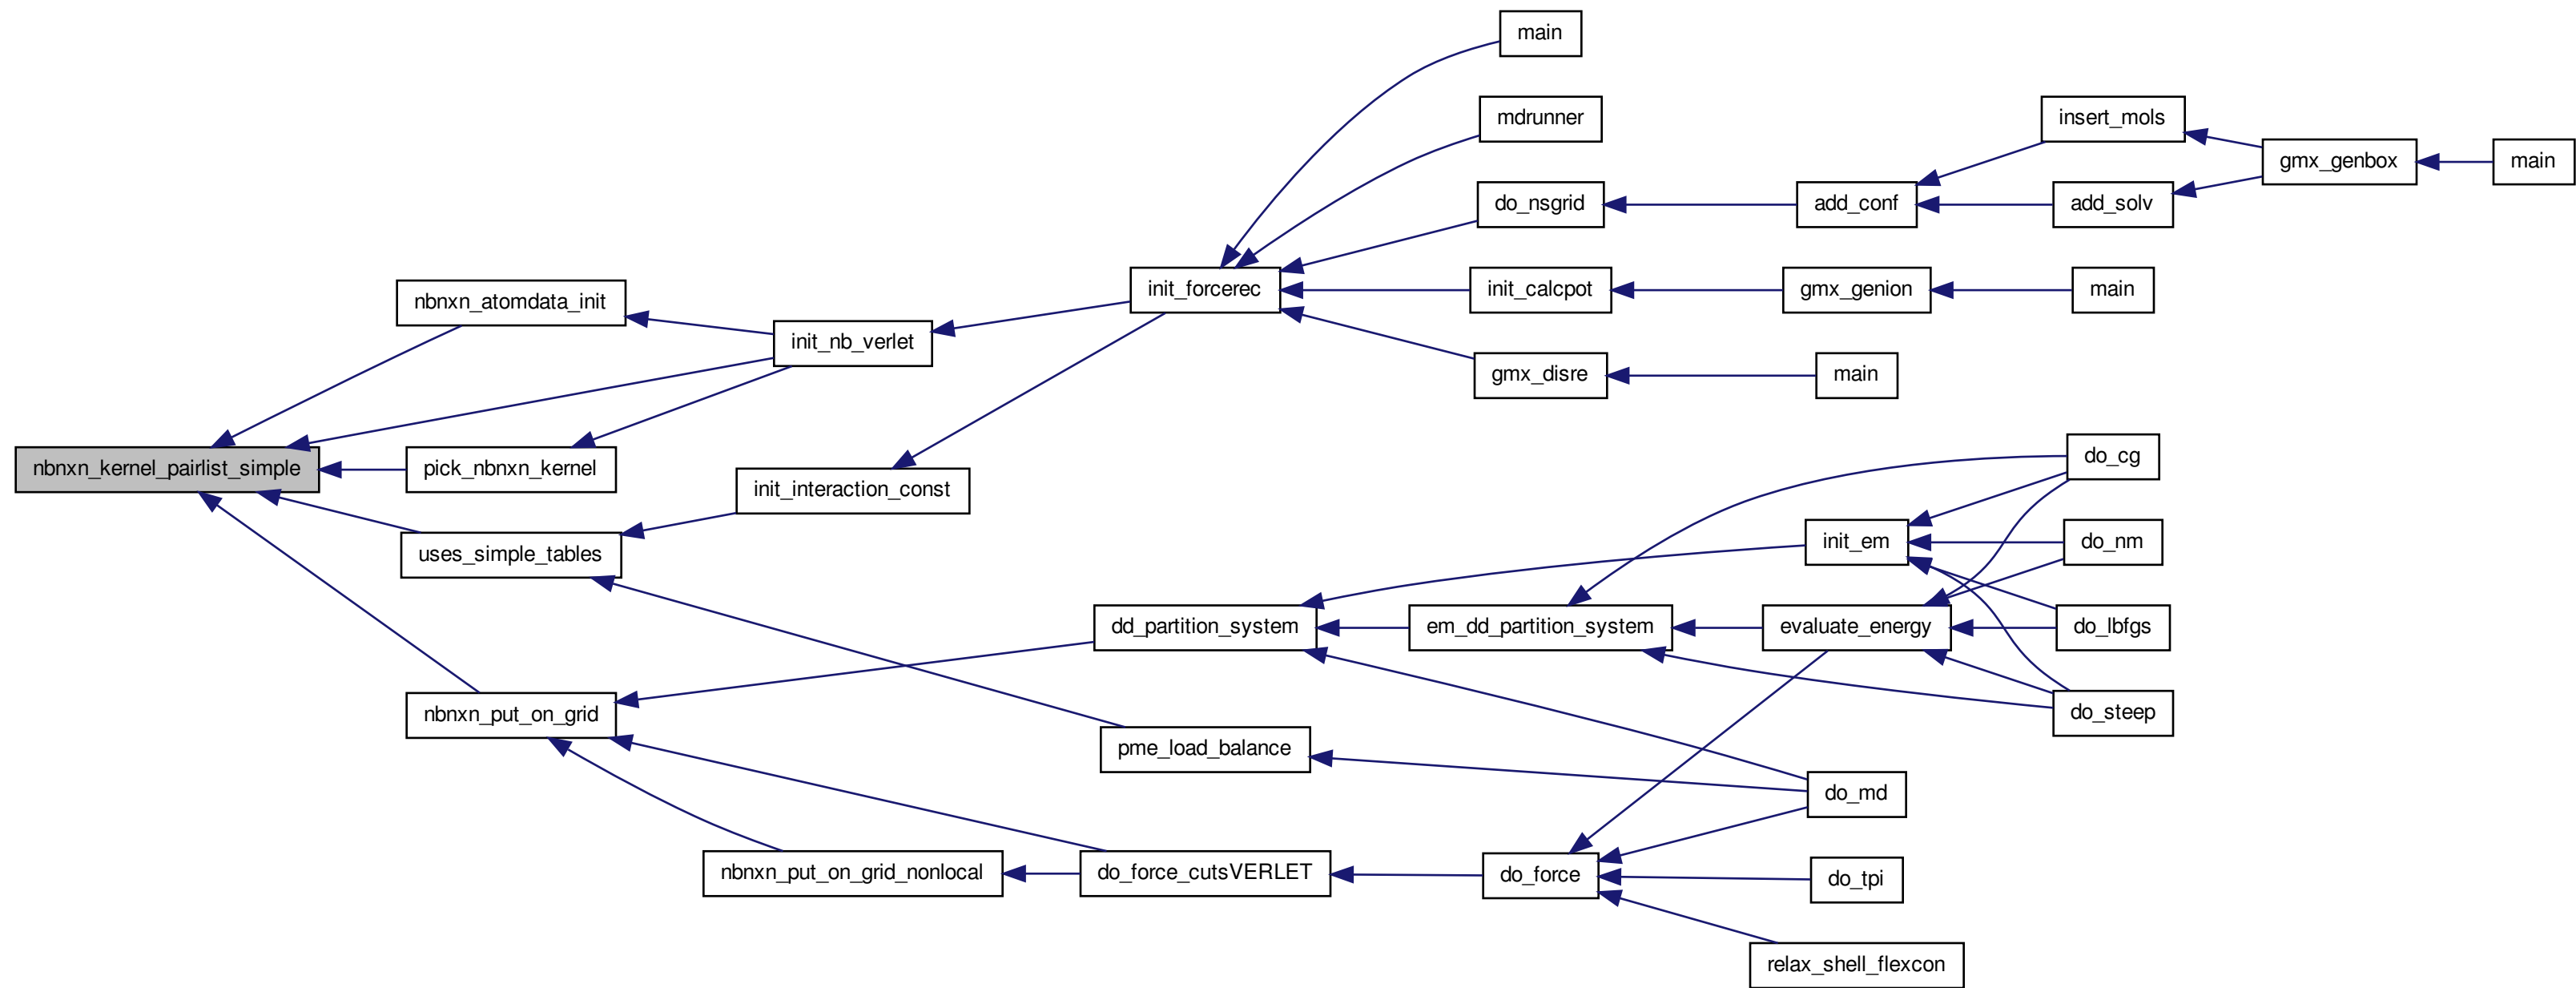 main
mdrunner
insert_mols
gmx_genbox
main
do_nsgrid
add_conf
add_solv
nbnxn_atomdata_init
init_forcerec
init_calcpot
gmx_genion
main
init_nb_verlet
gmx_disre
main
nbnxn_kernel_pairlist_simple
pick_nbnxn_kernel
init_interaction_const
do_cg
uses_simple_tables
init_em
do_nm
dd_partition_system
em_dd_partition_system
evaluate_energy
do_lbfgs
nbnxn_put_on_grid
do_steep
pme_load_balance
do_md
nbnxn_put_on_grid_nonlocal
do_force_cutsVERLET
do_force
do_tpi
relax_shell_flexcon